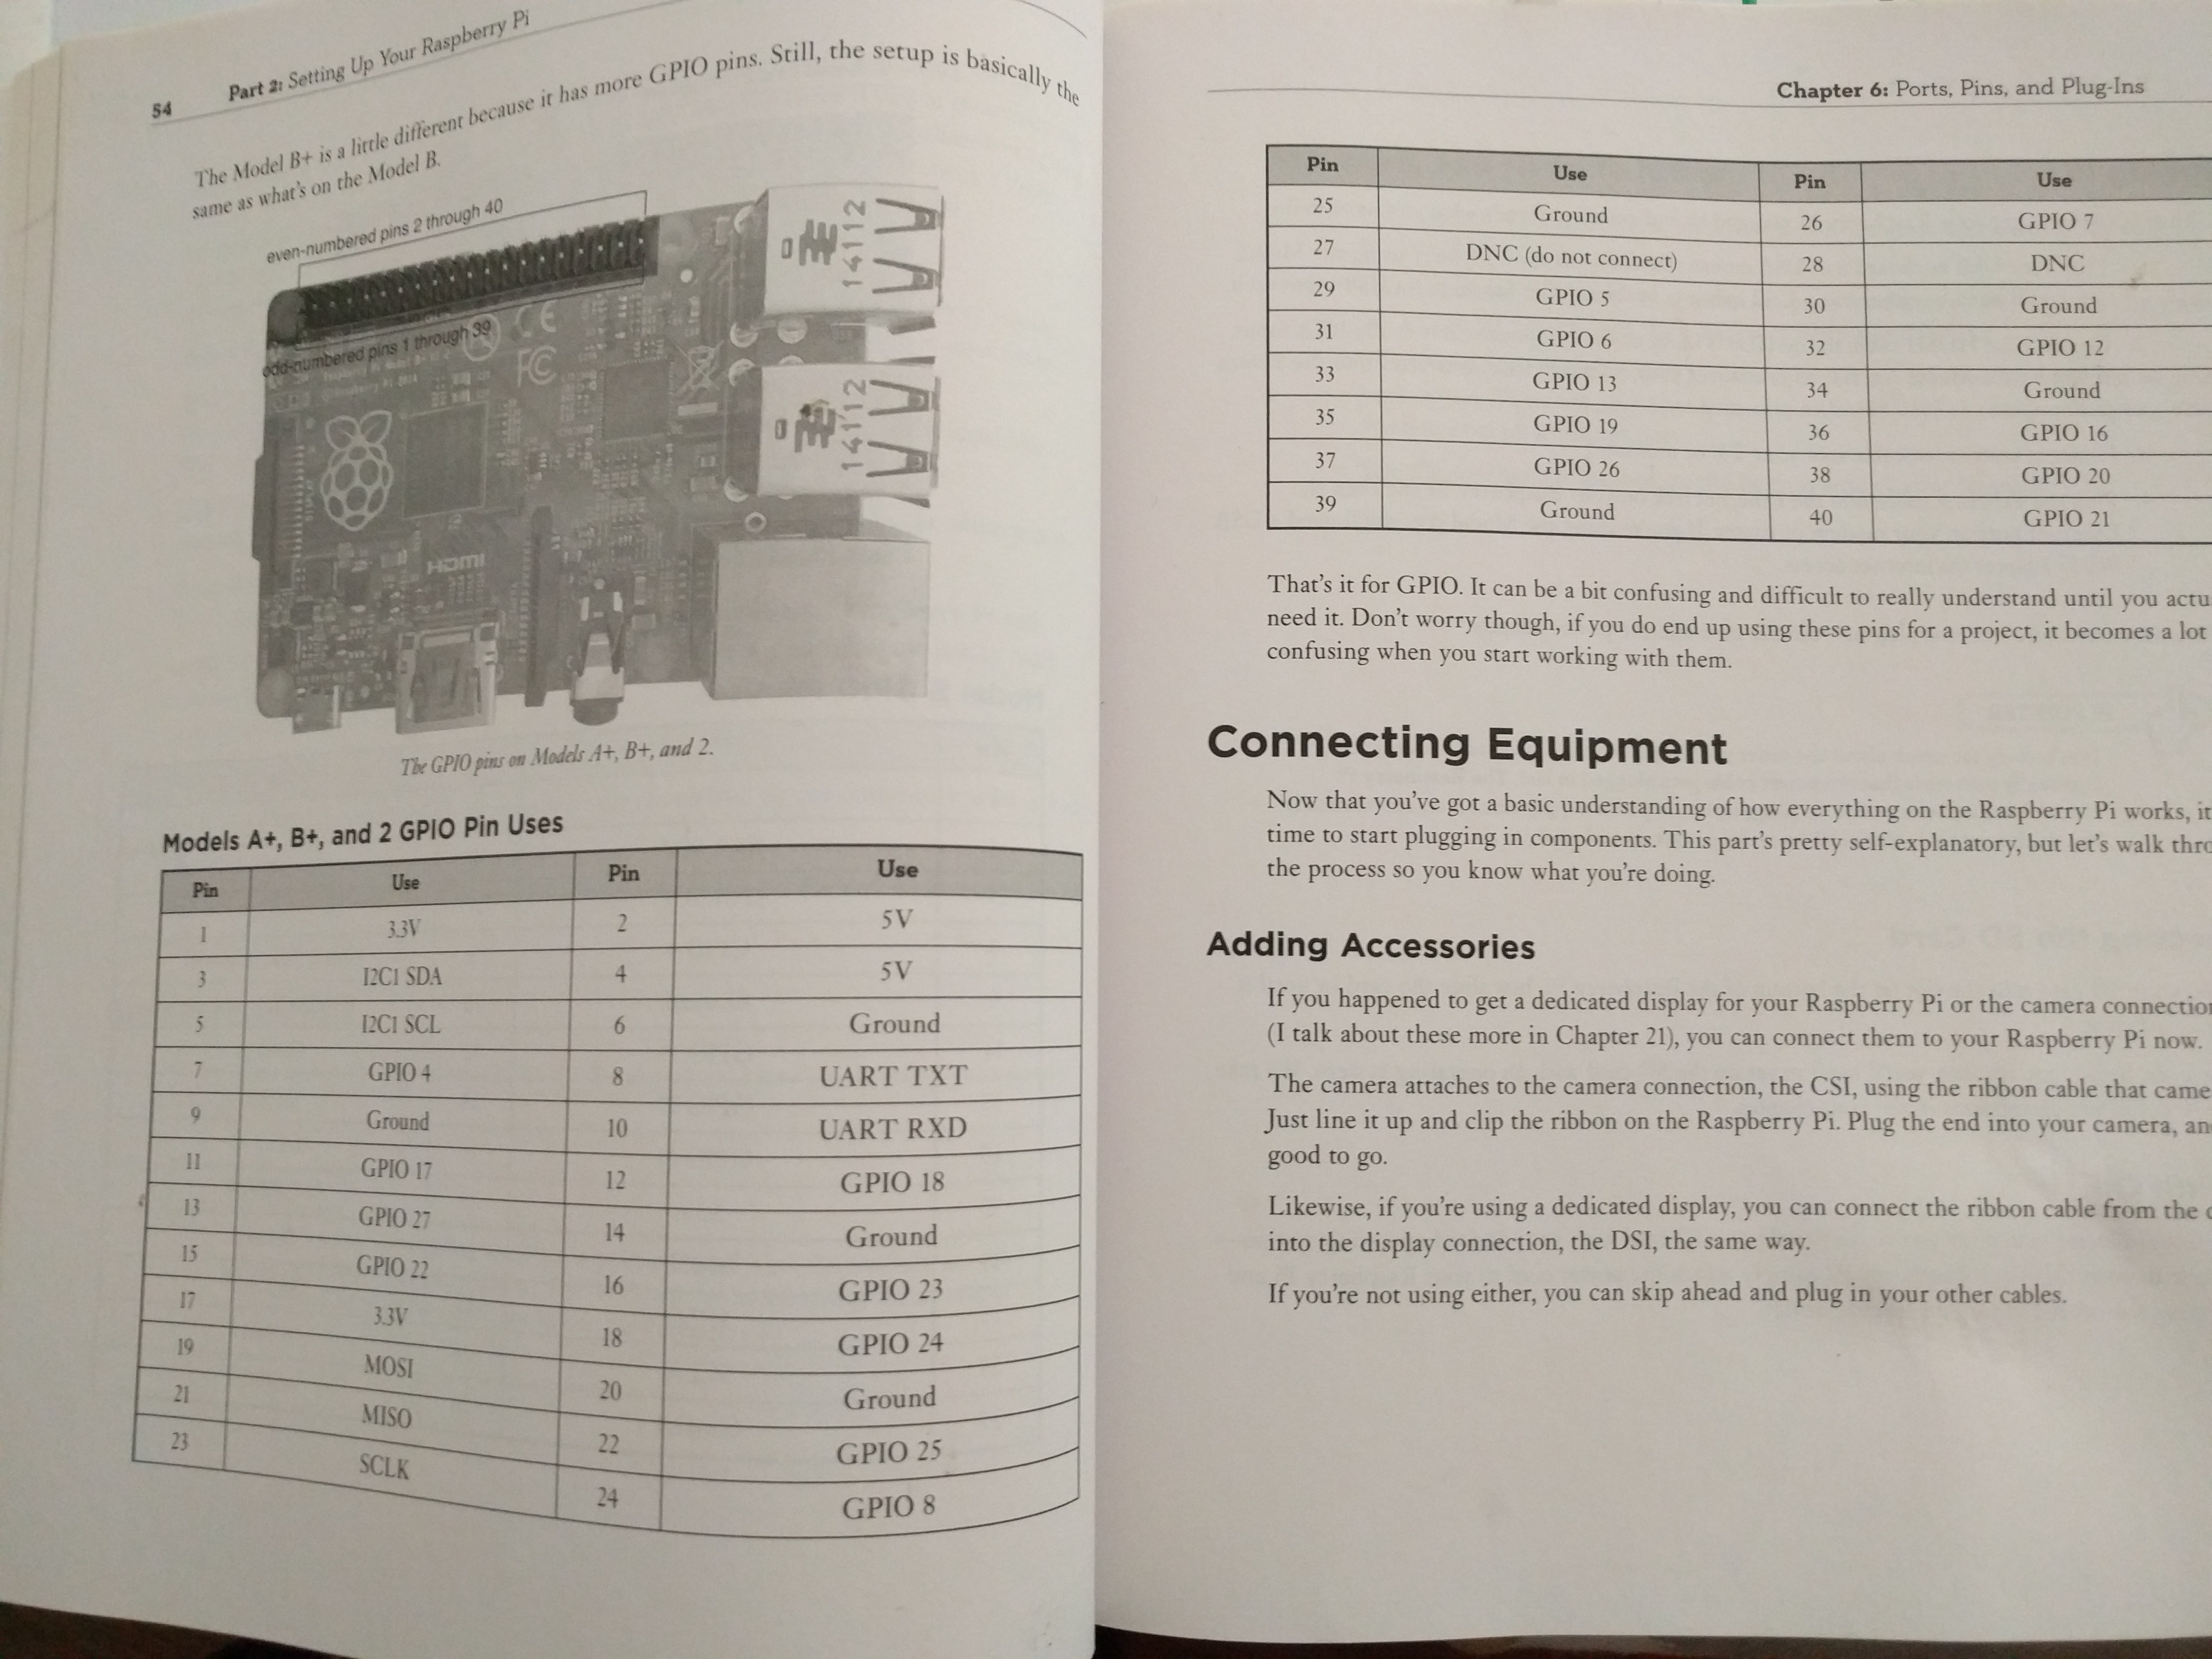 54
Part 2: Setting Up Your Raspberry Pi
The Model B+ is a little different because it has more GPIO pins. Still, the setup is basically the
same as what's on the Model B.
even-numbered pins 2 through 40
odd-numbered pins 1 through 39
14112
14112
CE
FC
HDMI
The GPIO pins on Models A+, B+, and 2.
Models A+, B+, and 2 GPIO Pin Uses
Pin Use Pin Use
1 3.3V 2 5V
3 I2C1 SDA 4 5V
5 I2C1 SCL 6 Ground
7 GPIO 4 8 UART TXT
9 Ground 10 UART RXD
11 GPIO 17 12 GPIO 18
13 GPIO 27 14 Ground
15 GPIO 22 16 GPIO 23
17 3.3V 18 GPIO 24
19 MOSI 20 Ground
21 MISO 22 GPIO 25
23 SCLK 24 GPIO 8
Chapter 6: Ports, Pins, and Plug-Ins
Pin Use Pin Use
25 Ground 26 GPIO 7
27 DNC (do not connect) 28 DNC
29 GPIO 5 30 Ground
31 GPIO 6 32 GPIO 12
33 GPIO 13 34 Ground
35 GPIO 19 36 GPIO 16
37 GPIO 26 38 GPIO 20
39 Ground 40 GPIO 21
That's it for GPIO. It can be a bit confusing and difficult to really understand until you actu
need it. Don't worry though, if you do end up using these pins for a project, it becomes a lot
confusing when you start working with them.
Connecting Equipment
Now that you've got a basic understanding of how everything on the Raspberry Pi works, it
time to start plugging in components. This part's pretty self-explanatory, but let's walk thro
the process so you know what you're doing.
Adding Accessories
If you happened to get a dedicated display for your Raspberry Pi or the camera connection
(I talk about these more in Chapter 21), you can connect them to your Raspberry Pi now.
The camera attaches to the camera connection, the CSI, using the ribbon cable that came
Just line it up and clip the ribbon on the Raspberry Pi. Plug the end into your camera, an
good to go.
Likewise, if you're using a dedicated display, you can connect the ribbon cable from the
into the display connection, the DSI, the same way.
If you're not using either, you can skip ahead and plug in your other cables.